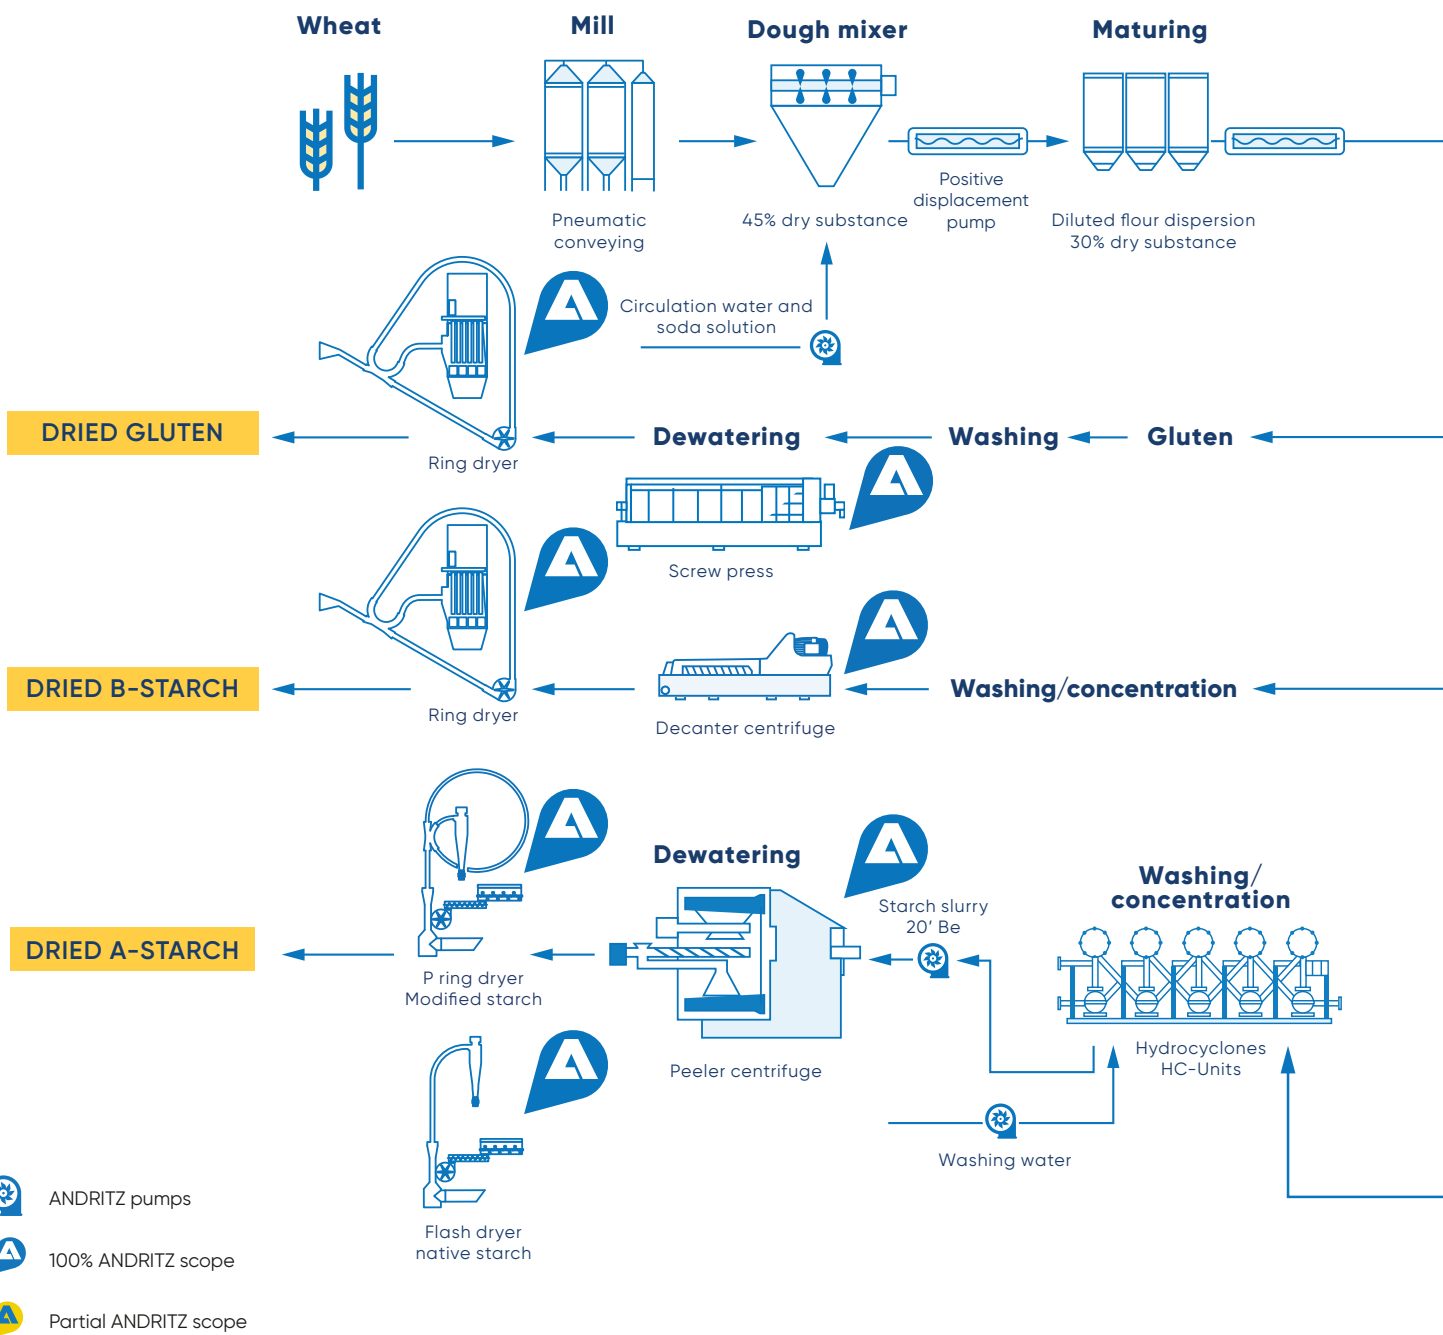 Wheat
Mill
Dough mixer
Maturing
Pneumatic
conveying
45% dry substance
Positive
displacement
pump
Diluted flour dispersion
30% dry substance
Circulation water and
soda solution
DRIED GLUTEN
Ring dryer
Dewatering
Washing
Gluten
Screw press
DRIED B-STARCH
Ring dryer
Decanter centrifuge
Washing/concentration
DRIED A-STARCH
P ring dryer
Modified starch
Dewatering
Peeler centrifuge
Starch slurry
20' Be
Washing/
concentration
Hydrocyclones
HC-Units
Washing water
Flash dryer
native starch
ANDRITZ pumps
100% ANDRITZ scope
Partial ANDRITZ scope